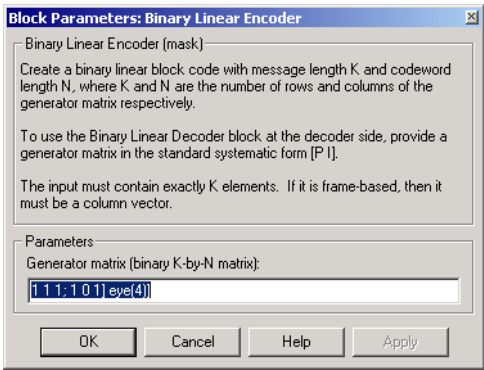 Block Parameters: Binary Linear Encoder
Binary Linear Encoder (mask)
Create a binary linear block code with message length K and codeword
length N, where K and N are the number of rows and columns of the
generator matrix respectively.
To use the Binary Linear Decoder block at the decoder side, provide a
generator matrix in the standard systematic form [P I].
The input must contain exactly K elements. If it is frame-based, then it
must be a column vector.
Parameters
Generator matrix (binary K-by-N matrix):
1 1 1; 1 0 1] eye(4)]
OK Cancel Help Apply